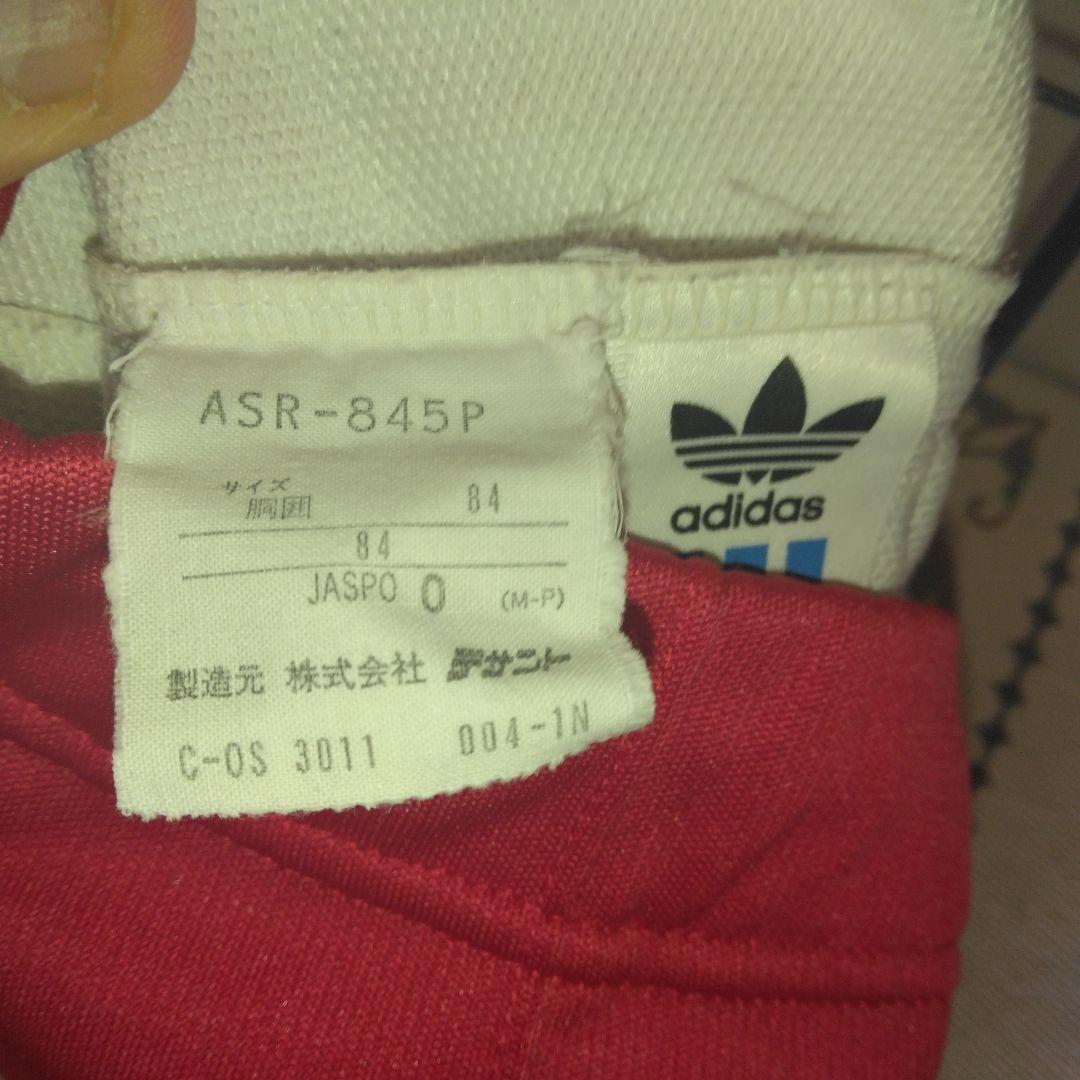 ASR-845P
サイズ
胴囲 84
84
JASPO O (M-P)
製造元 株式会社 デサント
C-OS 3011 004-1N
adidas